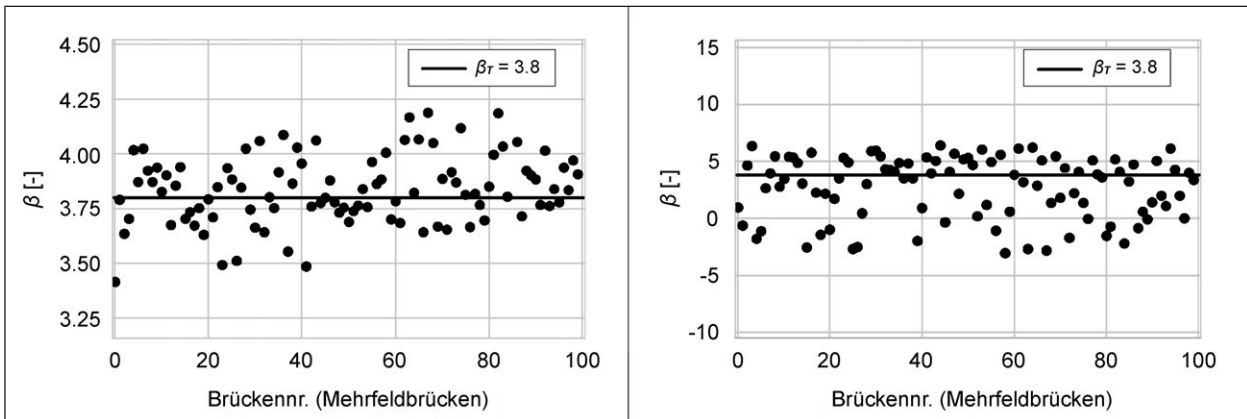 4.50
4.25
4.00
3.75
3.50
3.25
β [-]
βT = 3.8
0 20 40 60 80 100
Brückennr. (Mehrfeldbrücken)
15
10
5
0
-5
-10
β [-]
βT = 3.8
0 20 40 60 80 100
Brückennr. (Mehrfeldbrücken)